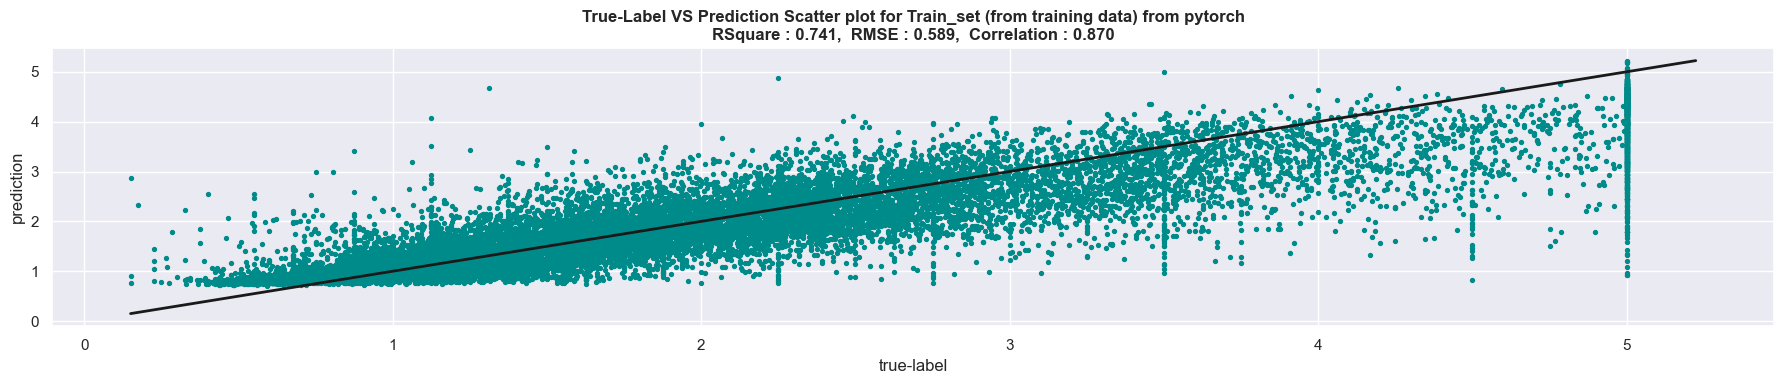 True-Label VS Prediction Scatter plot for Train_set (from training data) from pytorch
RSquare : 0.741,  RMSE : 0.589,  Correlation : 0.870
prediction
5
4
3
2
1
0
0 1 2 3 4 5
true-label